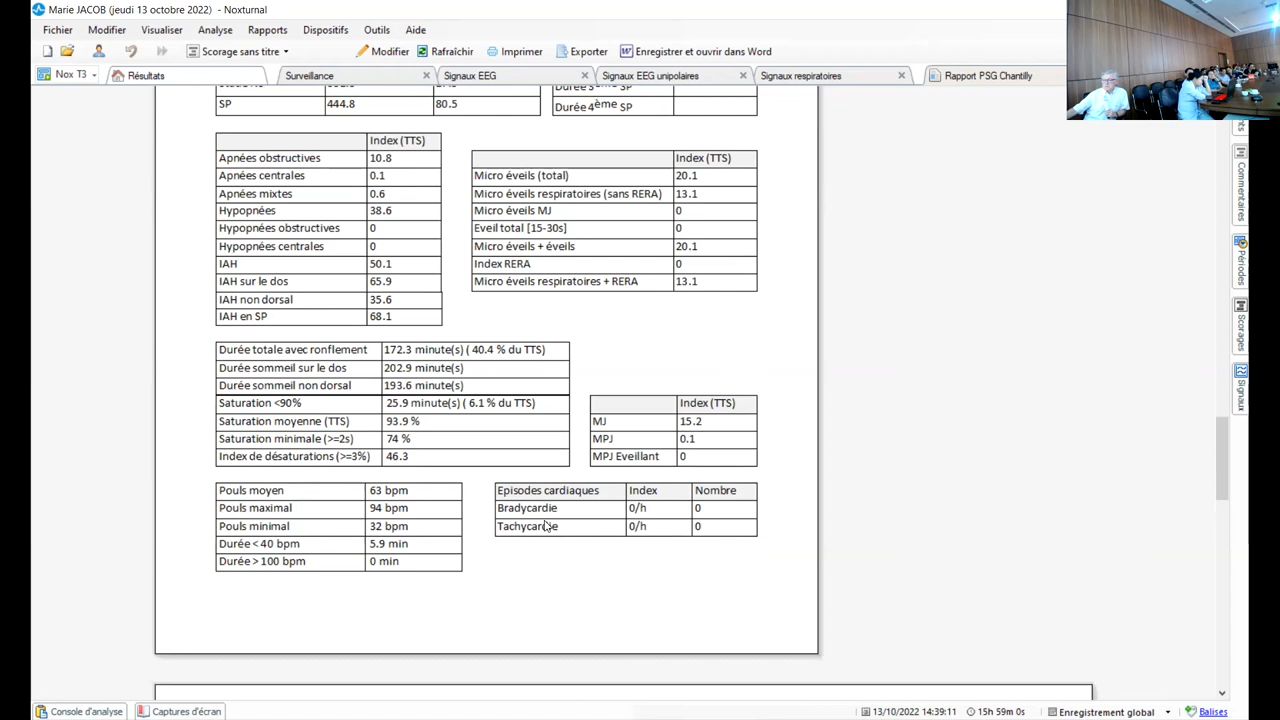 Marie JACOB (jeudi 13 octobre 2022) - Noxturnal
Fichier Modifier Visualiser Analyse Rapports Dispositifs Outils Aide
Scorage sans titre Modifier Rafraîchir Imprimer Exporter Enregistrer et ouvrir dans Word
Nox T3 Résultats Surveillance Signaux EEG Signaux EEG unipolaires Signaux respiratoires Rapport PSG Chantilly
SP 444.8 80.5
Durée 4ème SP
Index (TTS)
Apnées obstructives 10.8
Apnées centrales 0.1
Apnées mixtes 0.6
Hypopnées 38.6
Hypopnées obstructives 0
Hypopnées centrales 0
IAH 50.1
IAH sur le dos 65.9
IAH non dorsal 35.6
IAH en SP 68.1
Index (TTS)
Micro éveils (total) 20.1
Micro éveils respiratoires (sans RERA) 13.1
Micro éveils MJ 0
Eveil total [15-30s] 0
Micro éveils + éveils 20.1
Index RERA 0
Micro éveils respiratoires + RERA 13.1
Durée totale avec ronflement 172.3 minute(s) ( 40.4 % du TTS)
Durée sommeil sur le dos 202.9 minute(s)
Durée sommeil non dorsal 193.6 minute(s)
Saturation <90% 25.9 minute(s) ( 6.1 % du TTS)
Saturation moyenne (TTS) 93.9 %
Saturation minimale (>=2s) 74 %
Index de désaturations (>=3%) 46.3
Index (TTS)
MJ 15.2
MPJ 0.1
MPJ Eveillant 0
Pouls moyen 63 bpm
Pouls maximal 94 bpm
Pouls minimal 32 bpm
Durée < 40 bpm 5.9 min
Durée > 100 bpm 0 min
Episodes cardiaques Index Nombre
Bradycardie 0/h 0
Tachycardie 0/h 0
Commentaires
Périodes
Scorages
Signaux
Console d'analyse Captures d'écran 13/10/2022 14:39:11 15h 59m 0s Enregistrement global Balises